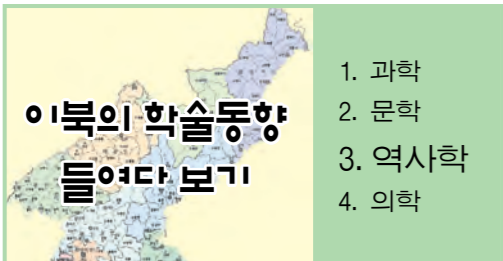 이북의 학술동향
들여다 보기
1. 과학
2. 문학
3. 역사학
4. 의학